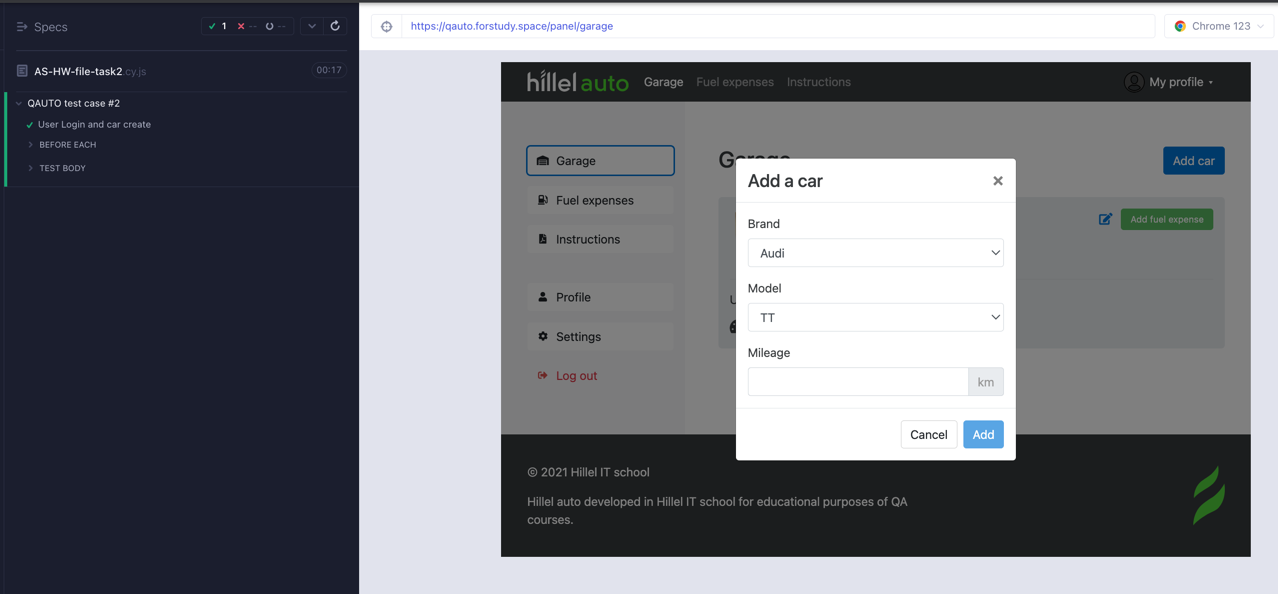 Specs
1
--
--
https://qauto.forstudy.space/panel/garage
Chrome 123
AS-HW-file-task2.cy.js
00:17
QAUTO test case #2
User Login and car create
BEFORE EACH
TEST BODY
hillel auto
Garage
Fuel expenses
Instructions
My profile
Garage
Fuel expenses
Instructions
Profile
Settings
Log out
Garage
Add car
Add fuel expense
U
Add a car
×
Brand
Audi
Model
TT
Mileage
km
Cancel
Add
© 2021 Hillel IT school
Hillel auto developed in Hillel IT school for educational purposes of QA
courses.